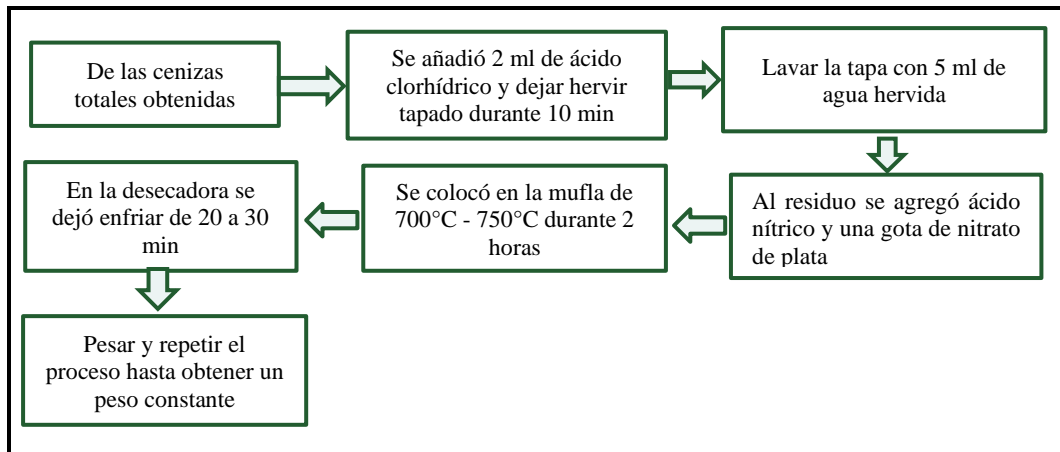 De las cenizas
totales obtenidas
Se añadió 2 ml de ácido
clorhídrico y dejar hervir
tapado durante 10 min
Lavar la tapa con 5 ml de
agua hervida
Al residuo se agregó ácido
nítrico y una gota de nitrato
de plata
Se colocó en la mufla de
700°C - 750°C durante 2
horas
En la desecadora se
dejó enfriar de 20 a 30
min
Pesar y repetir el
proceso hasta obtener un
peso constante